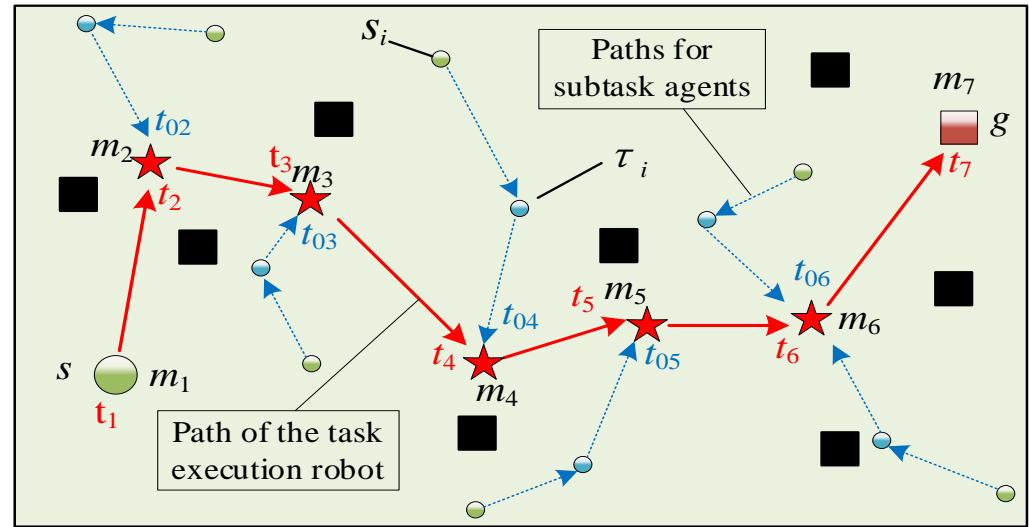 s_i
Paths for
subtask agents
m_7
g
t_7
t_02
m_2
t_2
t_3
m_3
t_03
τ_i
t_06
m_6
t_6
m_5
t_5
t_05
t_04
t_4
m_4
s
m_1
t_1
Path of the task
execution robot